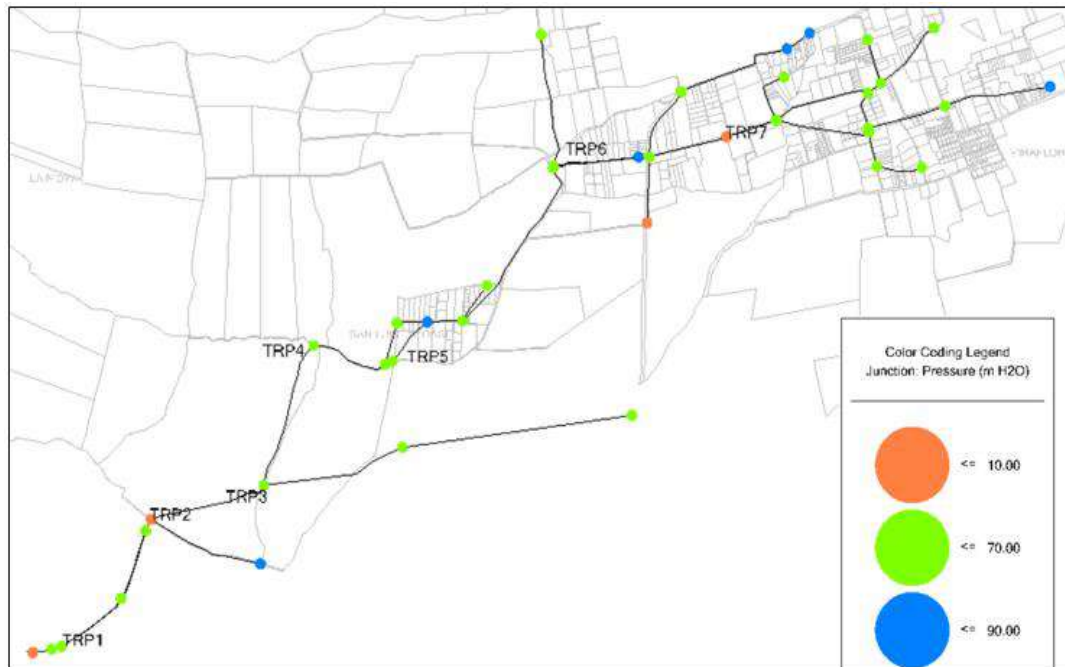 TRP7
TRP6
TRP4
TRP5
TRP3
TRP2
TRP1
Color Coding Legend
Junction: Pressure (m H2O)
<= 10.00
<= 70.00
<= 90.00